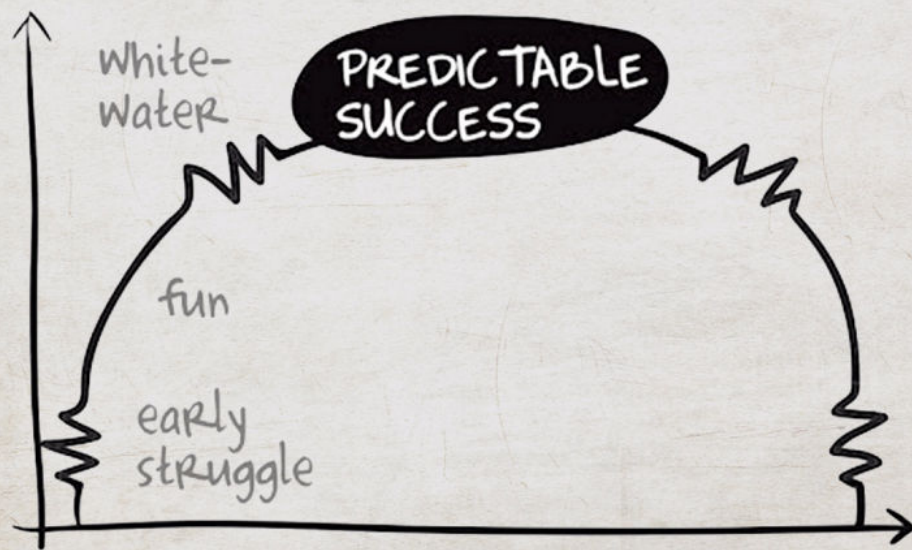 white-
water
PREDICTABLE
SUCCESS
fun
early
struggle